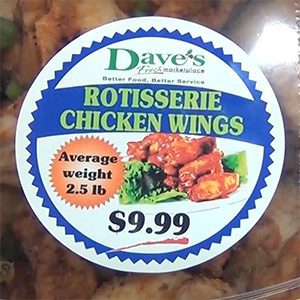 Dave's
Fresh marketplace
Better Food, Better Service
ROTISSERIE
CHICKEN WINGS
Average
weight
2.5 lb
$9.99